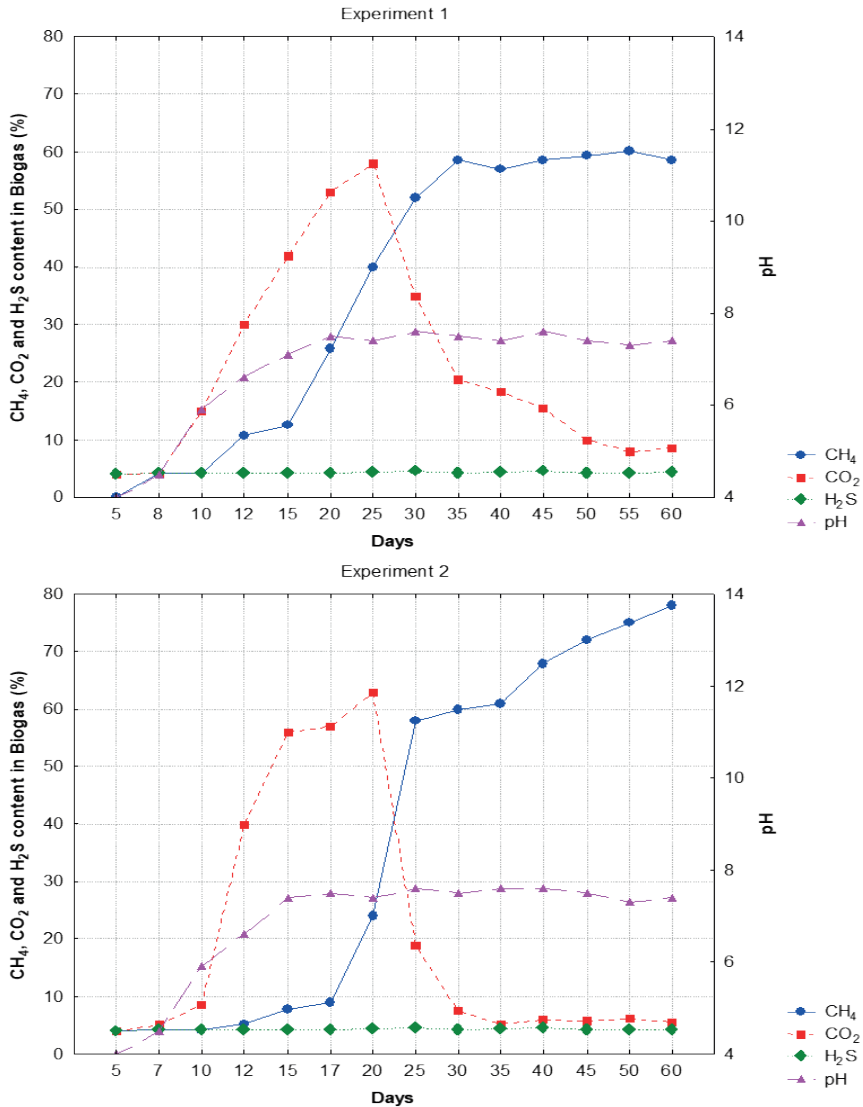 Experiment 1
80
70
60
50
40
30
20
10
0
CH₄, CO₂ and H₂S content in Biogas (%)
14
12
10
8
6
4
pH
5 8 10 12 15 20 25 30 35 40 45 50 55 60
Days
CH₄
CO₂
H₂S
pH
Experiment 2
80
70
60
50
40
30
20
10
0
CH₄, CO₂ and H₂S content in Biogas (%)
14
12
10
8
6
4
pH
5 7 10 12 15 17 20 25 30 35 40 45 50 60
Days
CH₄
CO₂
H₂S
pH